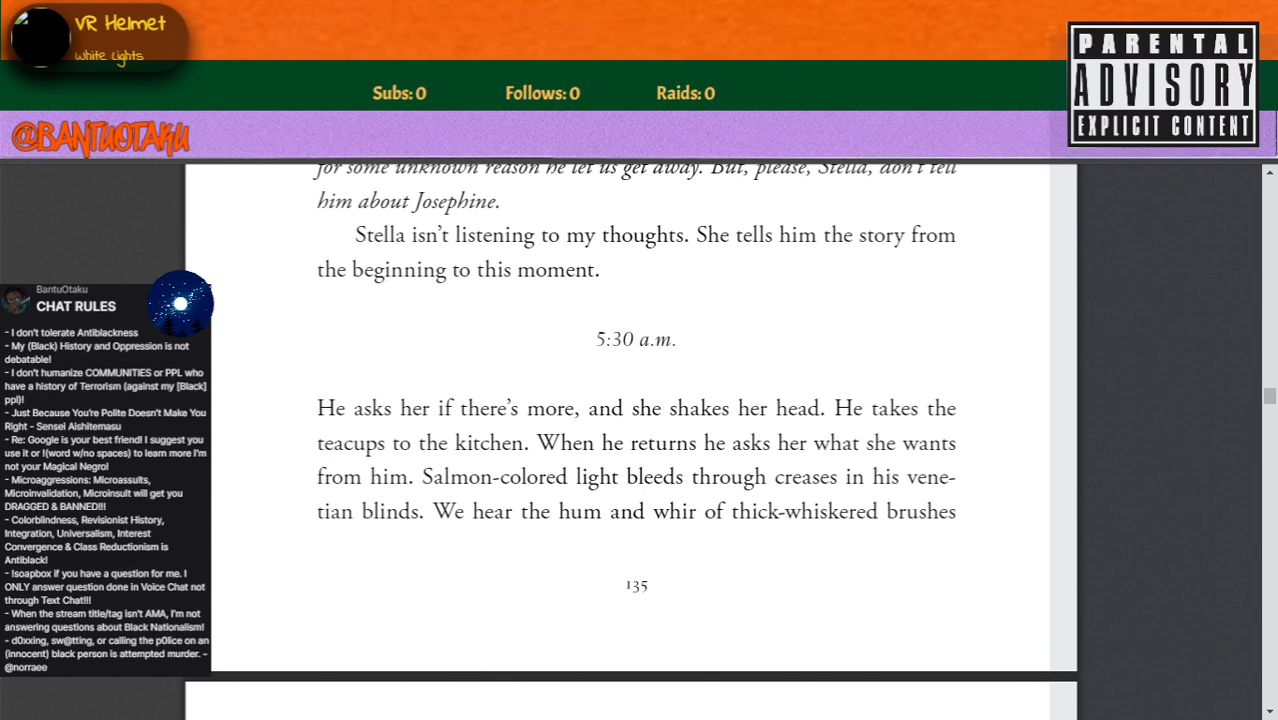 VR Helmet
White Lights
PARENTAL
ADVISORY
EXPLICIT CONTENT
Subs: 0
Follows: 0
Raids: 0
@BANTUOTAKU
for some unknown reason he let us get away. But, please, Stella, don't tell
him about Josephine.
Stella isn't listening to my thoughts. She tells him the story from
the beginning to this moment.
5:30 a.m.
He asks her if there's more, and she shakes her head. He takes the
teacups to the kitchen. When he returns he asks her what she wants
from him. Salmon-colored light bleeds through creases in his vene-
tian blinds. We hear the hum and whir of thick-whiskered brushes
135
BantuOtaku
CHAT RULES
- I don't tolerate Antiblackness
- My (Black) History and Oppression is not
debatable!
- I don't humanize COMMUNITIES or PPL who
have a history of Terrorism (against my [Black]
ppl)!
- Just Because You're Polite Doesn't Make You
Right - Sensei Aishitemasu
- Re: Google is your best friend! I suggest you
use it or !(word w/no spaces) to learn more I'm
not your Magical Negro!
- Microaggressions: Microassults,
Microinvalidation, Microinsult will get you
DRAGGED & BANNED!!!
- Colorblindness, Revisionist History,
Integration, Universalism, Interest
Convergence & Class Reductionism is
Antiblack!
- !soapbox if you have a question for me. I
ONLY answer question done in Voice Chat not
through Text Chat!!!
- When the stream title/tag isn't AMA, I'm not
answering questions about Black Nationalism!
- d0xxing, sw@tting, or calling the p0lice on an
(innocent) black person is attempted murder. -
@norraee